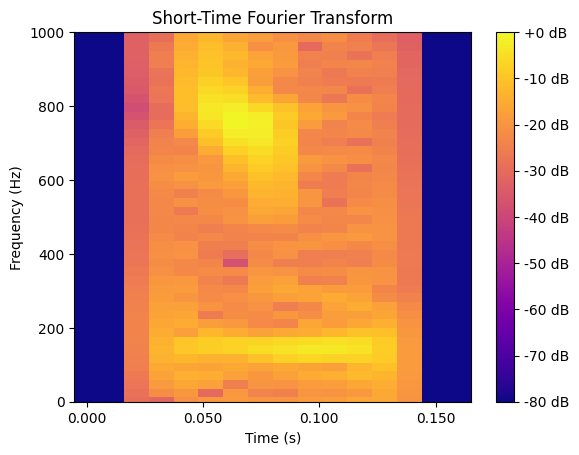 Short-Time Fourier Transform
Frequency (Hz)
1000
800
600
400
200
0
0.000
0.050
0.100
0.150
Time (s)
+0 dB
-10 dB
-20 dB
-30 dB
-40 dB
-50 dB
-60 dB
-70 dB
-80 dB